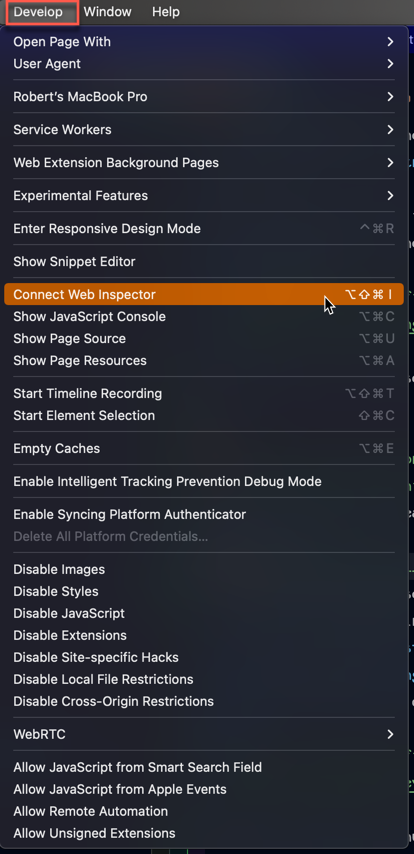 Develop Window Help
Open Page With
User Agent
Robert's MacBook Pro
Service Workers
Web Extension Background Pages
Experimental Features
Enter Responsive Design Mode ⌃⌘R
Show Snippet Editor
Connect Web Inspector ⌥⇧⌘I
Show JavaScript Console ⌥⌘C
Show Page Source ⌥⌘U
Show Page Resources ⌥⌘A
Start Timeline Recording ⌥⇧⌘T
Start Element Selection ⇧⌘C
Empty Caches ⌥⌘E
Enable Intelligent Tracking Prevention Debug Mode
Enable Syncing Platform Authenticator
Delete All Platform Credentials...
Disable Images
Disable Styles
Disable JavaScript
Disable Extensions
Disable Site-specific Hacks
Disable Local File Restrictions
Disable Cross-Origin Restrictions
WebRTC
Allow JavaScript from Smart Search Field
Allow JavaScript from Apple Events
Allow Remote Automation
Allow Unsigned Extensions